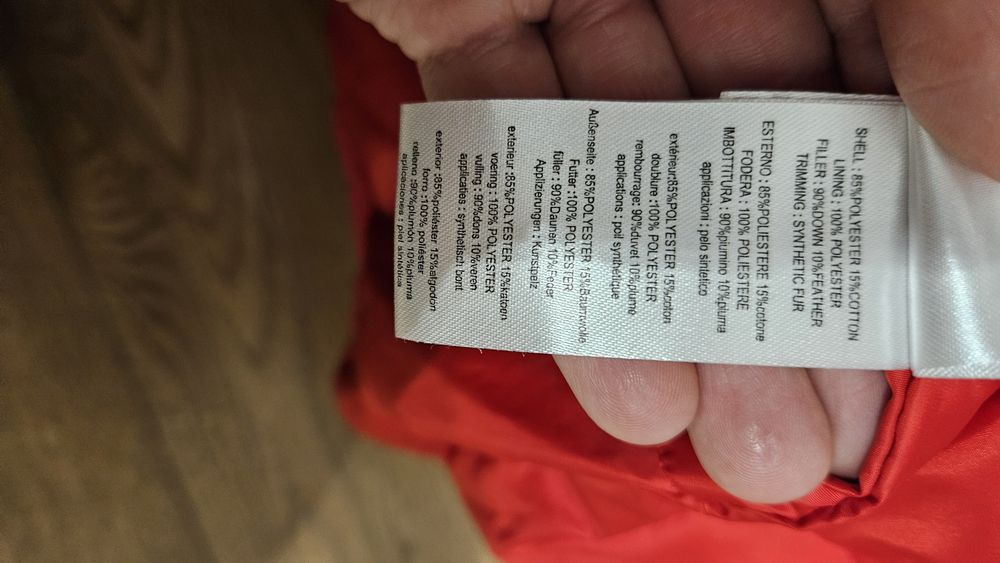 SHELL : 85%POLYESTER 15%COTTON
LINING : 100% POLYESTER
FILLER : 90%DOWN 10%FEATHER
TRIMMING : SYNTHETIC FUR
ESTERNO : 85%POLIESTERE 15%cotone
FODERA : 100% POLIESTERE
IMBOTTITURA : 90%piumino 10%piuma
applicazioni : pelo sintetico
extérieur:85%POLYESTER 15%coton
doublure :100% POLYESTER
rembourrage: 90%duvet 10%plume
applications : poil synthétique
Außenseite : 85%POLYESTER 15%Baumwolle
Futter :100% POLYESTER
füller : 90%Daunen 10%Feder
Applizierungen : Kunstpelz
exterieur :85%POLYESTER 15%katoen
voering : 100% POLYESTER
vulling : 90%dons 10%veren
applicaties : synthetisch bont
exterior :85%poliéster 15%algodon
forro :100% poliéster
relleno :90%plumón 10%pluma
aplicaciones : piel sintética